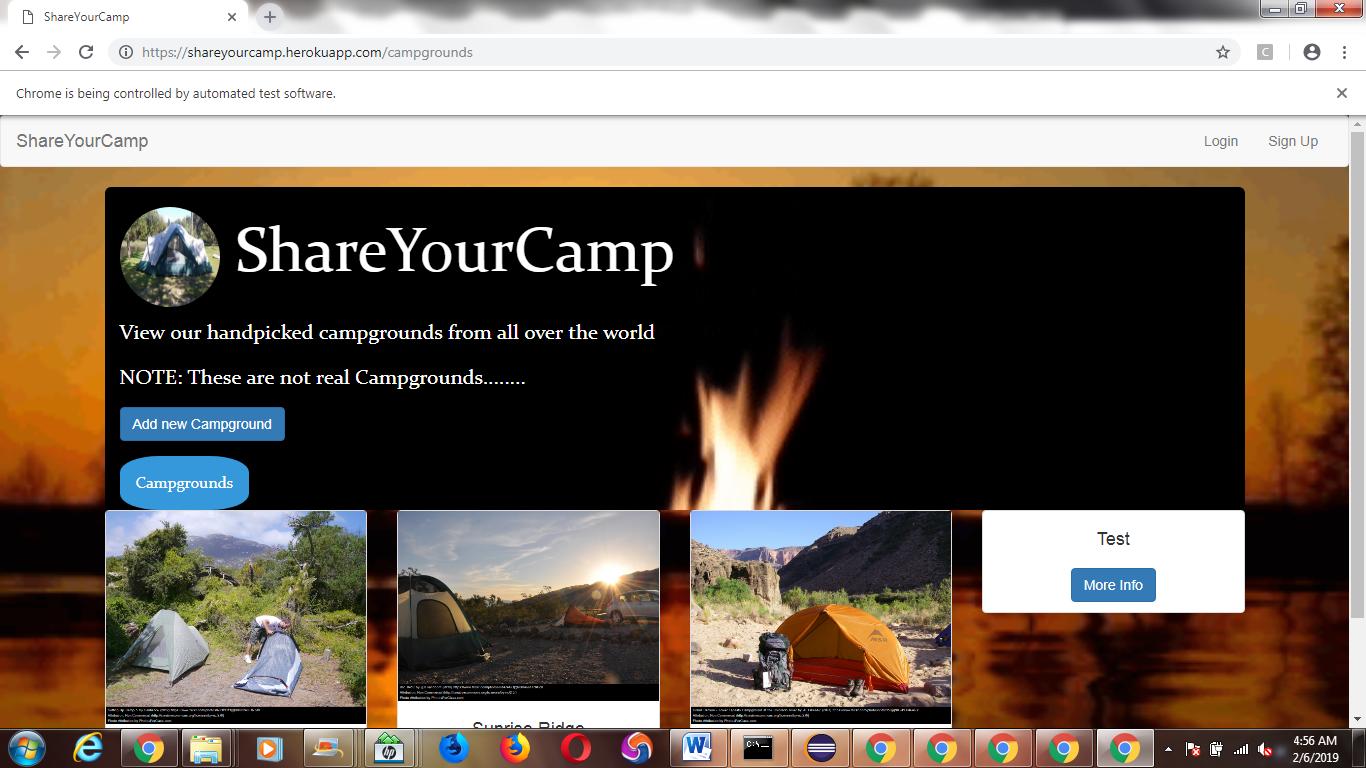 ShareYourCamp
https://shareyourcamp.herokuapp.com/campgrounds
C
Chrome is being controlled by automated test software.
ShareYourCamp
Login
Sign Up
ShareYourCamp
View our handpicked campgrounds from all over the world
NOTE: These are not real Campgrounds........
Add new Campground
Campgrounds
Test
More Info
Sunrise Ridge
4:56 AM
2/6/2019